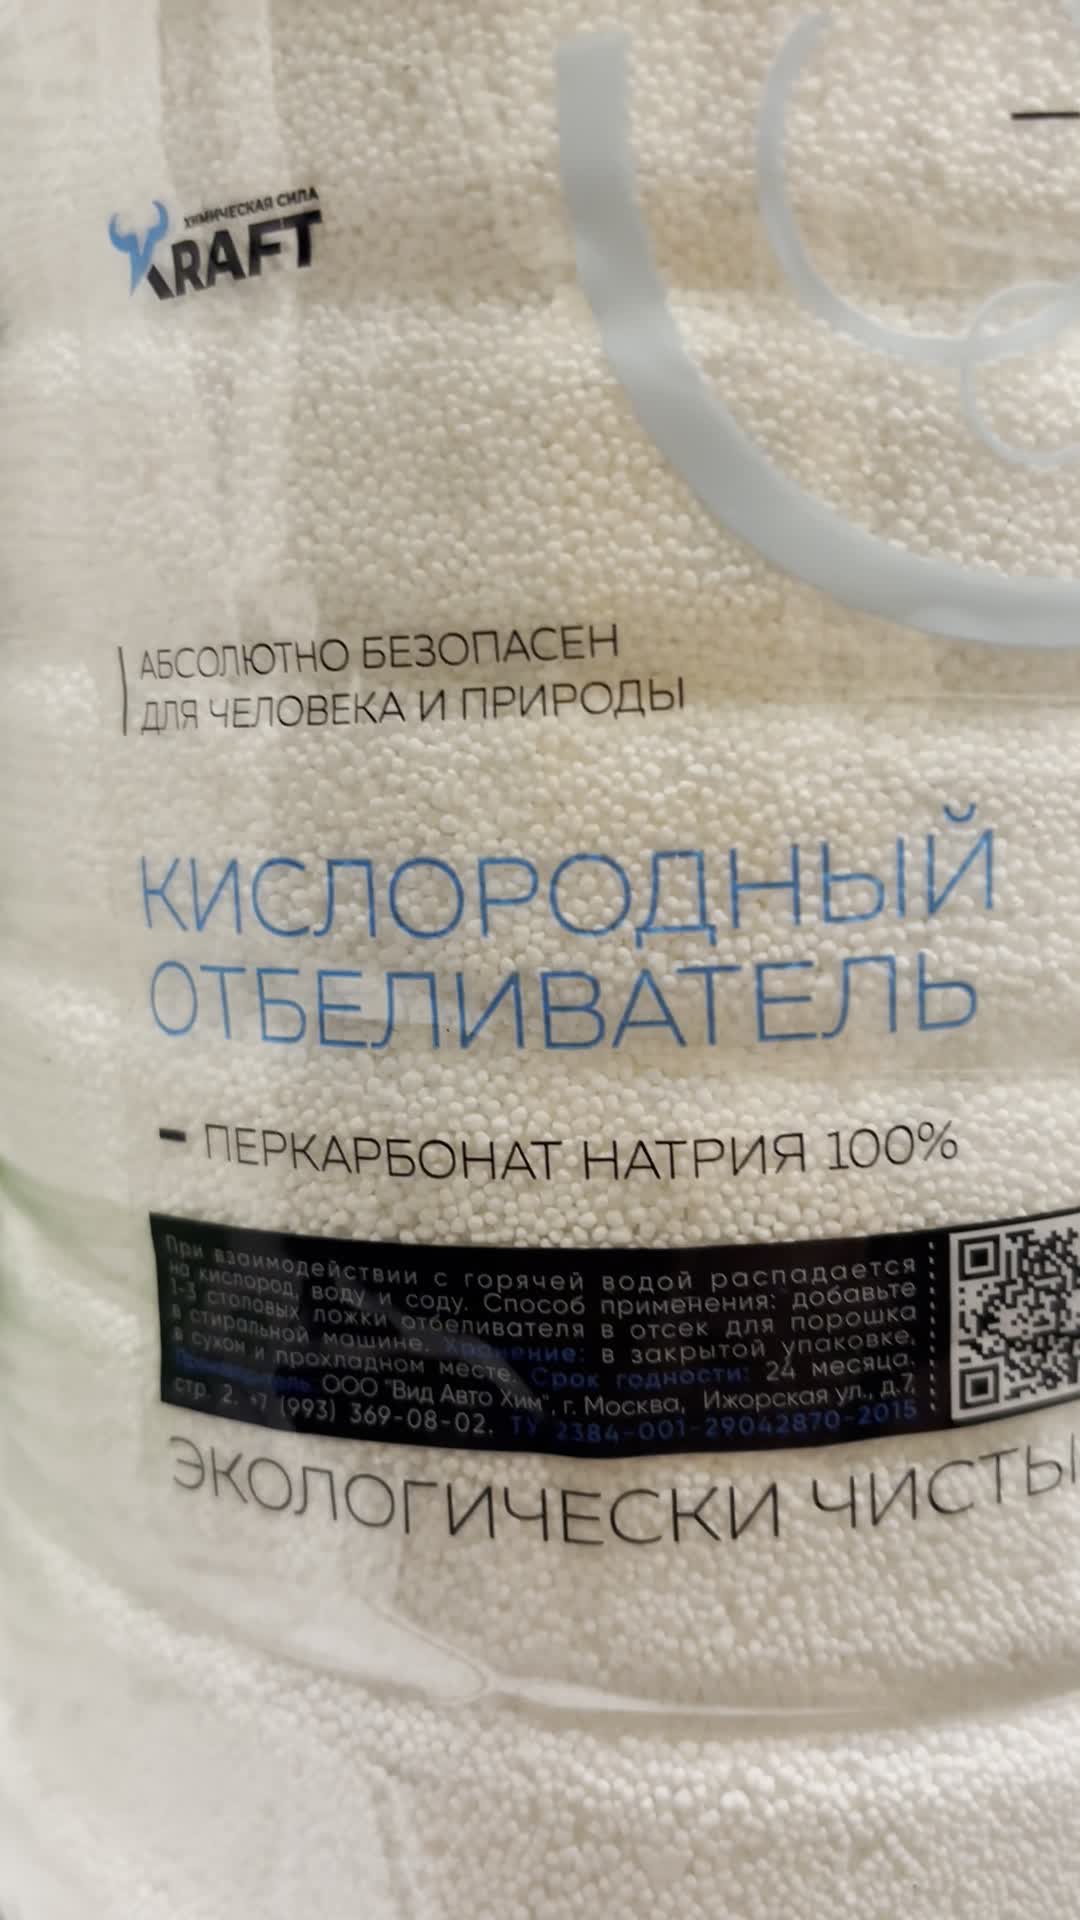 ХИМИЧЕСКАЯ СИЛА
KRAFT
АБСОЛЮТНО БЕЗОПАСЕН
ДЛЯ ЧЕЛОВЕКА И ПРИРОДЫ
КИСЛОРОДНЫЙ
ОТБЕЛИВАТЕЛЬ
- ПЕРКАРБОНАТ НАТРИЯ 100%
При взаимодействии с горячей водой распадается
на кислород, воду и соду. Способ применения: добавьте
1-3 столовых ложки отбеливателя в отсек для порошка
в стиральной машине. Хранение: в закрытой упаковке,
в сухом и прохладном месте. Срок годности: 24 месяца.
Производитель: ООО "Вид Авто Хим", г. Москва, Ижорская ул., д.7,
стр. 2. +7 (993) 369-08-02. ТУ 2384-001-29042870-2015
ЭКОЛОГИЧЕСКИ ЧИСТЫ